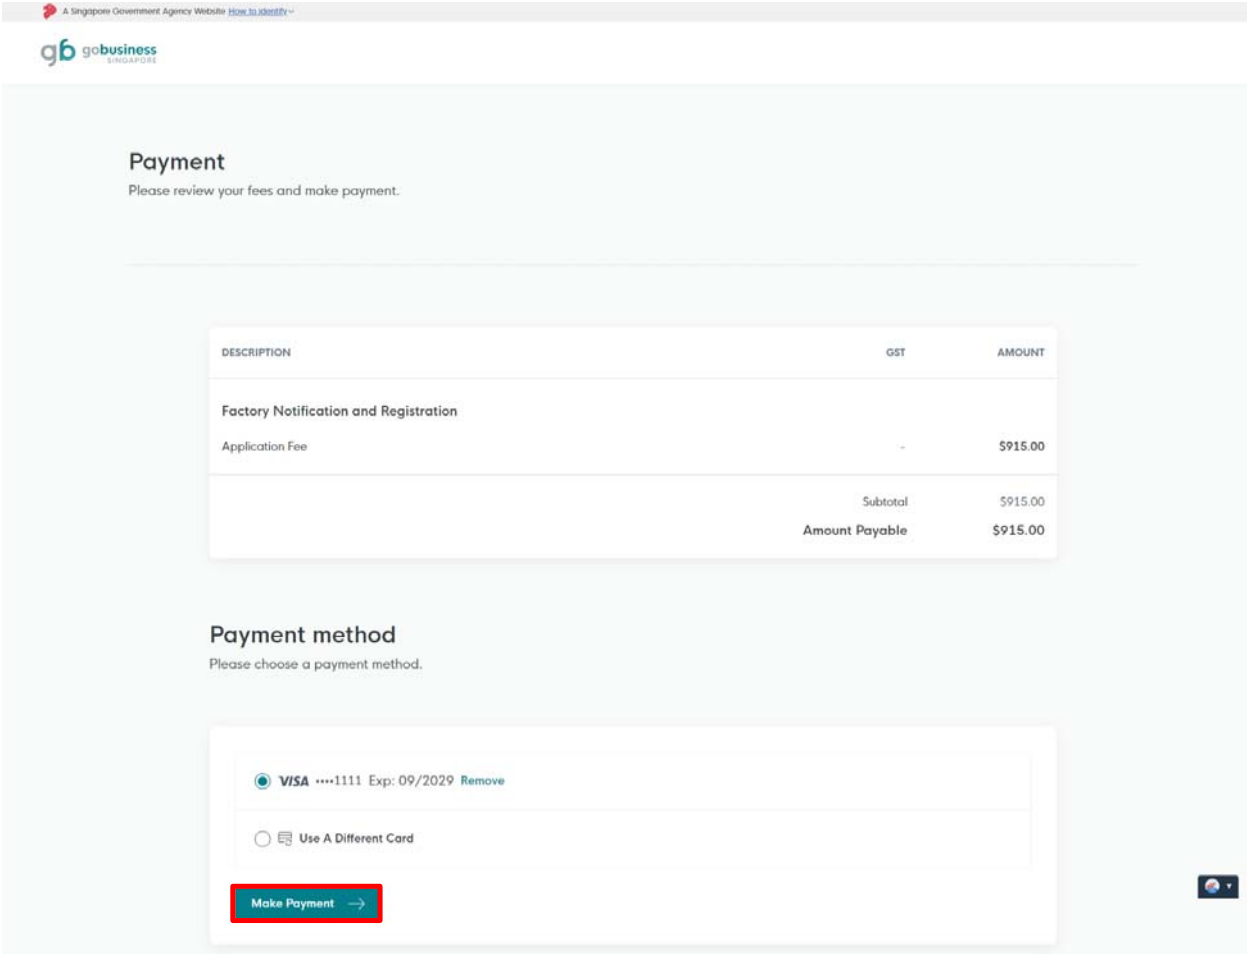 A Singapore Government Agency Website How to identify
gb gobusiness
SINGAPORE
Payment
Please review your fees and make payment.
DESCRIPTION GST AMOUNT
Factory Notification and Registration
Application Fee - $915.00
Subtotal $915.00
Amount Payable $915.00
Payment method
Please choose a payment method.
VISA ••••1111 Exp: 09/2029 Remove
Use A Different Card
Make Payment →